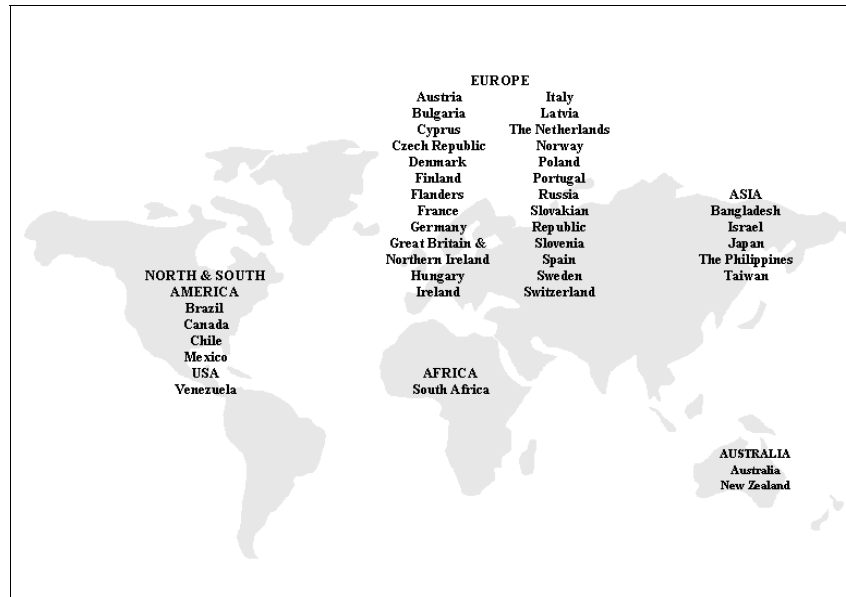 EUROPE
Austria
Bulgaria
Cyprus
Czech Republic
Denmark
Finland
Flanders
France
Germany
Great Britain &
Northern Ireland
Hungary
Ireland
Italy
Latvia
The Netherlands
Norway
Poland
Portugal
Russia
Slovakian
Republic
Slovenia
Spain
Sweden
Switzerland
ASIA
Bangladesh
Israel
Japan
The Philippines
Taiwan
NORTH & SOUTH
AMERICA
Brazil
Canada
Chile
Mexico
USA
Venezuela
AFRICA
South Africa
AUSTRALIA
Australia
New Zealand